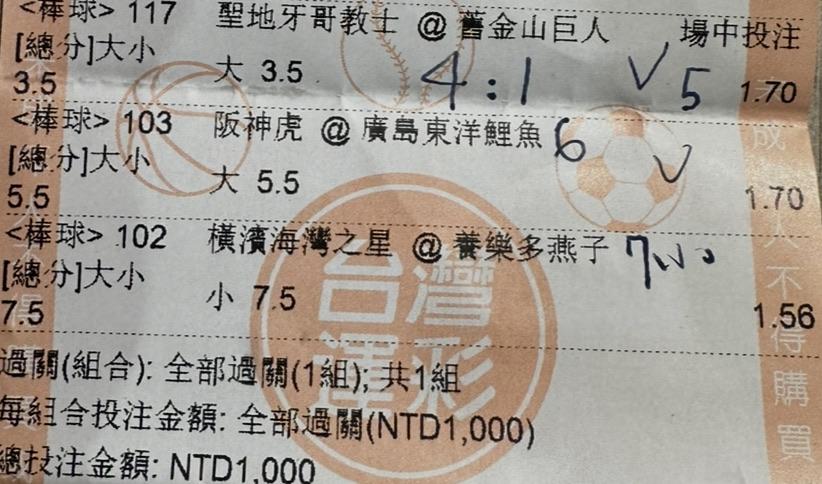 <棒球> 117 聖地牙哥教士 @ 舊金山巨人 場中投注
[總分]大小
3.5 大 3.5 4:1 ✓ 5 1.70
<棒球> 103 阪神虎 @ 廣島東洋鯉魚 6
[總分]大小
5.5 大 5.5 ✓ 1.70
<棒球> 102 橫濱海灣之星 @ 養樂多燕子
[總分]大小
7.5 小 7.5 1.56
過關(組合): 全部過關(1組); 共1組
每組合投注金額: 全部過關(NTD1,000)
總投注金額: NTD1,000
台灣
運彩
成
人不得購買